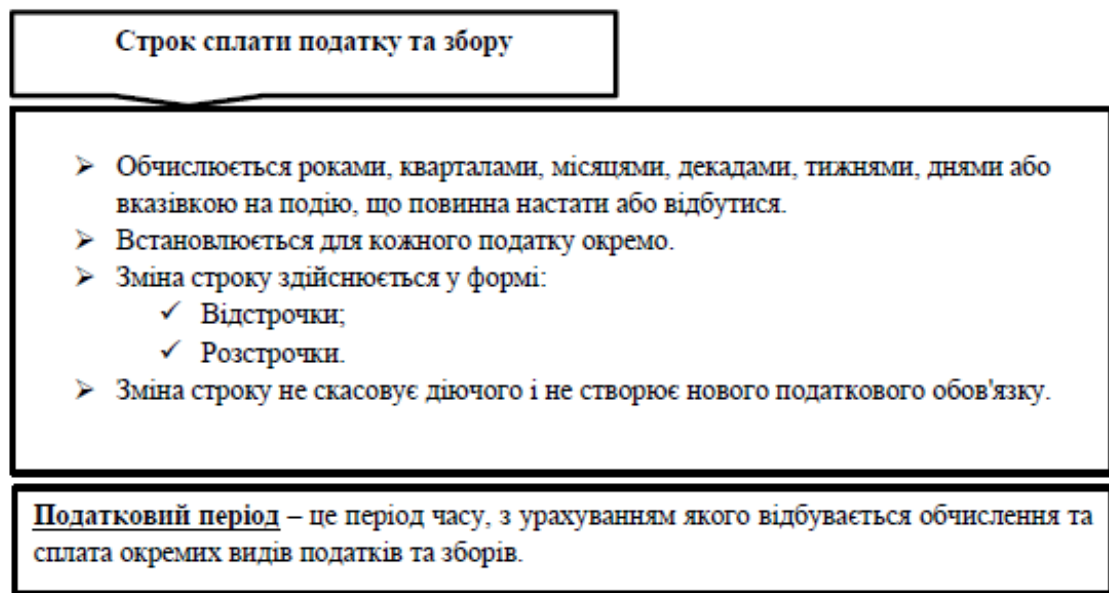 Строк сплати податку та збору
➢ Обчислюється роками, кварталами, місяцями, декадами, тижнями, днями або
вказівкою на подію, що повинна настати або відбутися.
➢ Встановлюється для кожного податку окремо.
➢ Зміна строку здійснюється у формі:
✓ Відстрочки;
✓ Розстрочки.
➢ Зміна строку не скасовує діючого і не створює нового податкового обов'язку.
Податковий період – це період часу, з урахуванням якого відбувається обчислення та
сплата окремих видів податків та зборів.